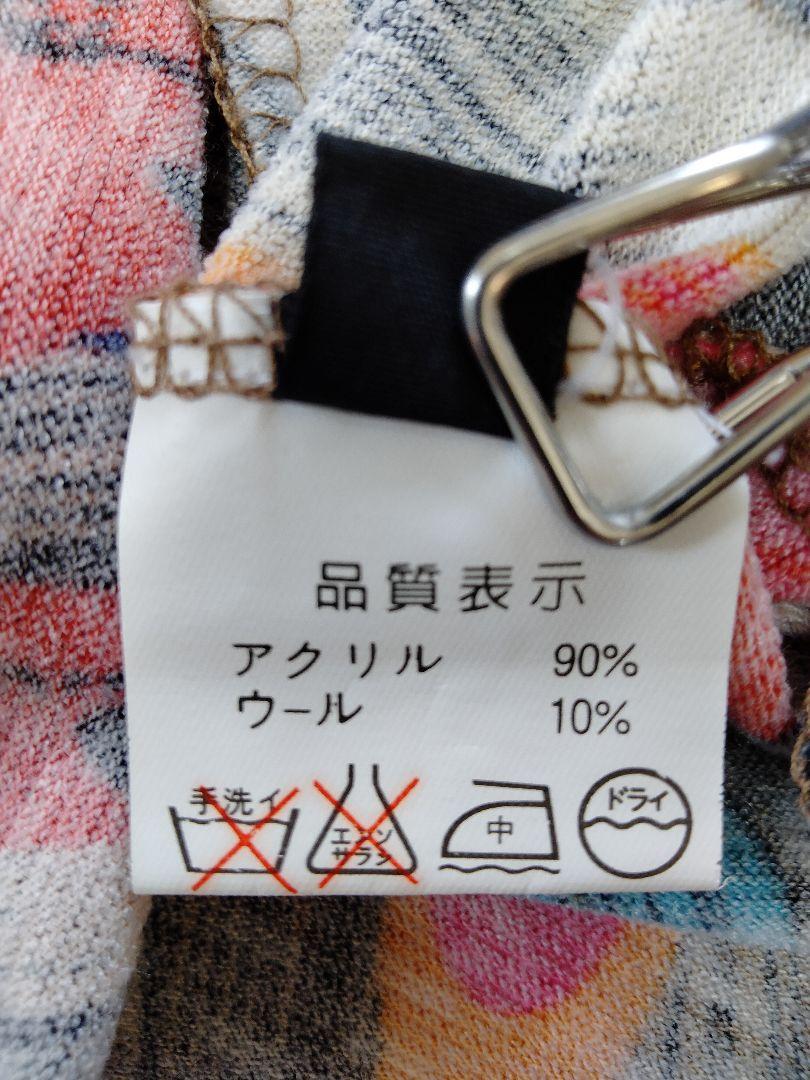 品質表示
アクリル 90%
ウール 10%
手洗イ
エンソ
サラシ
中
ドライ